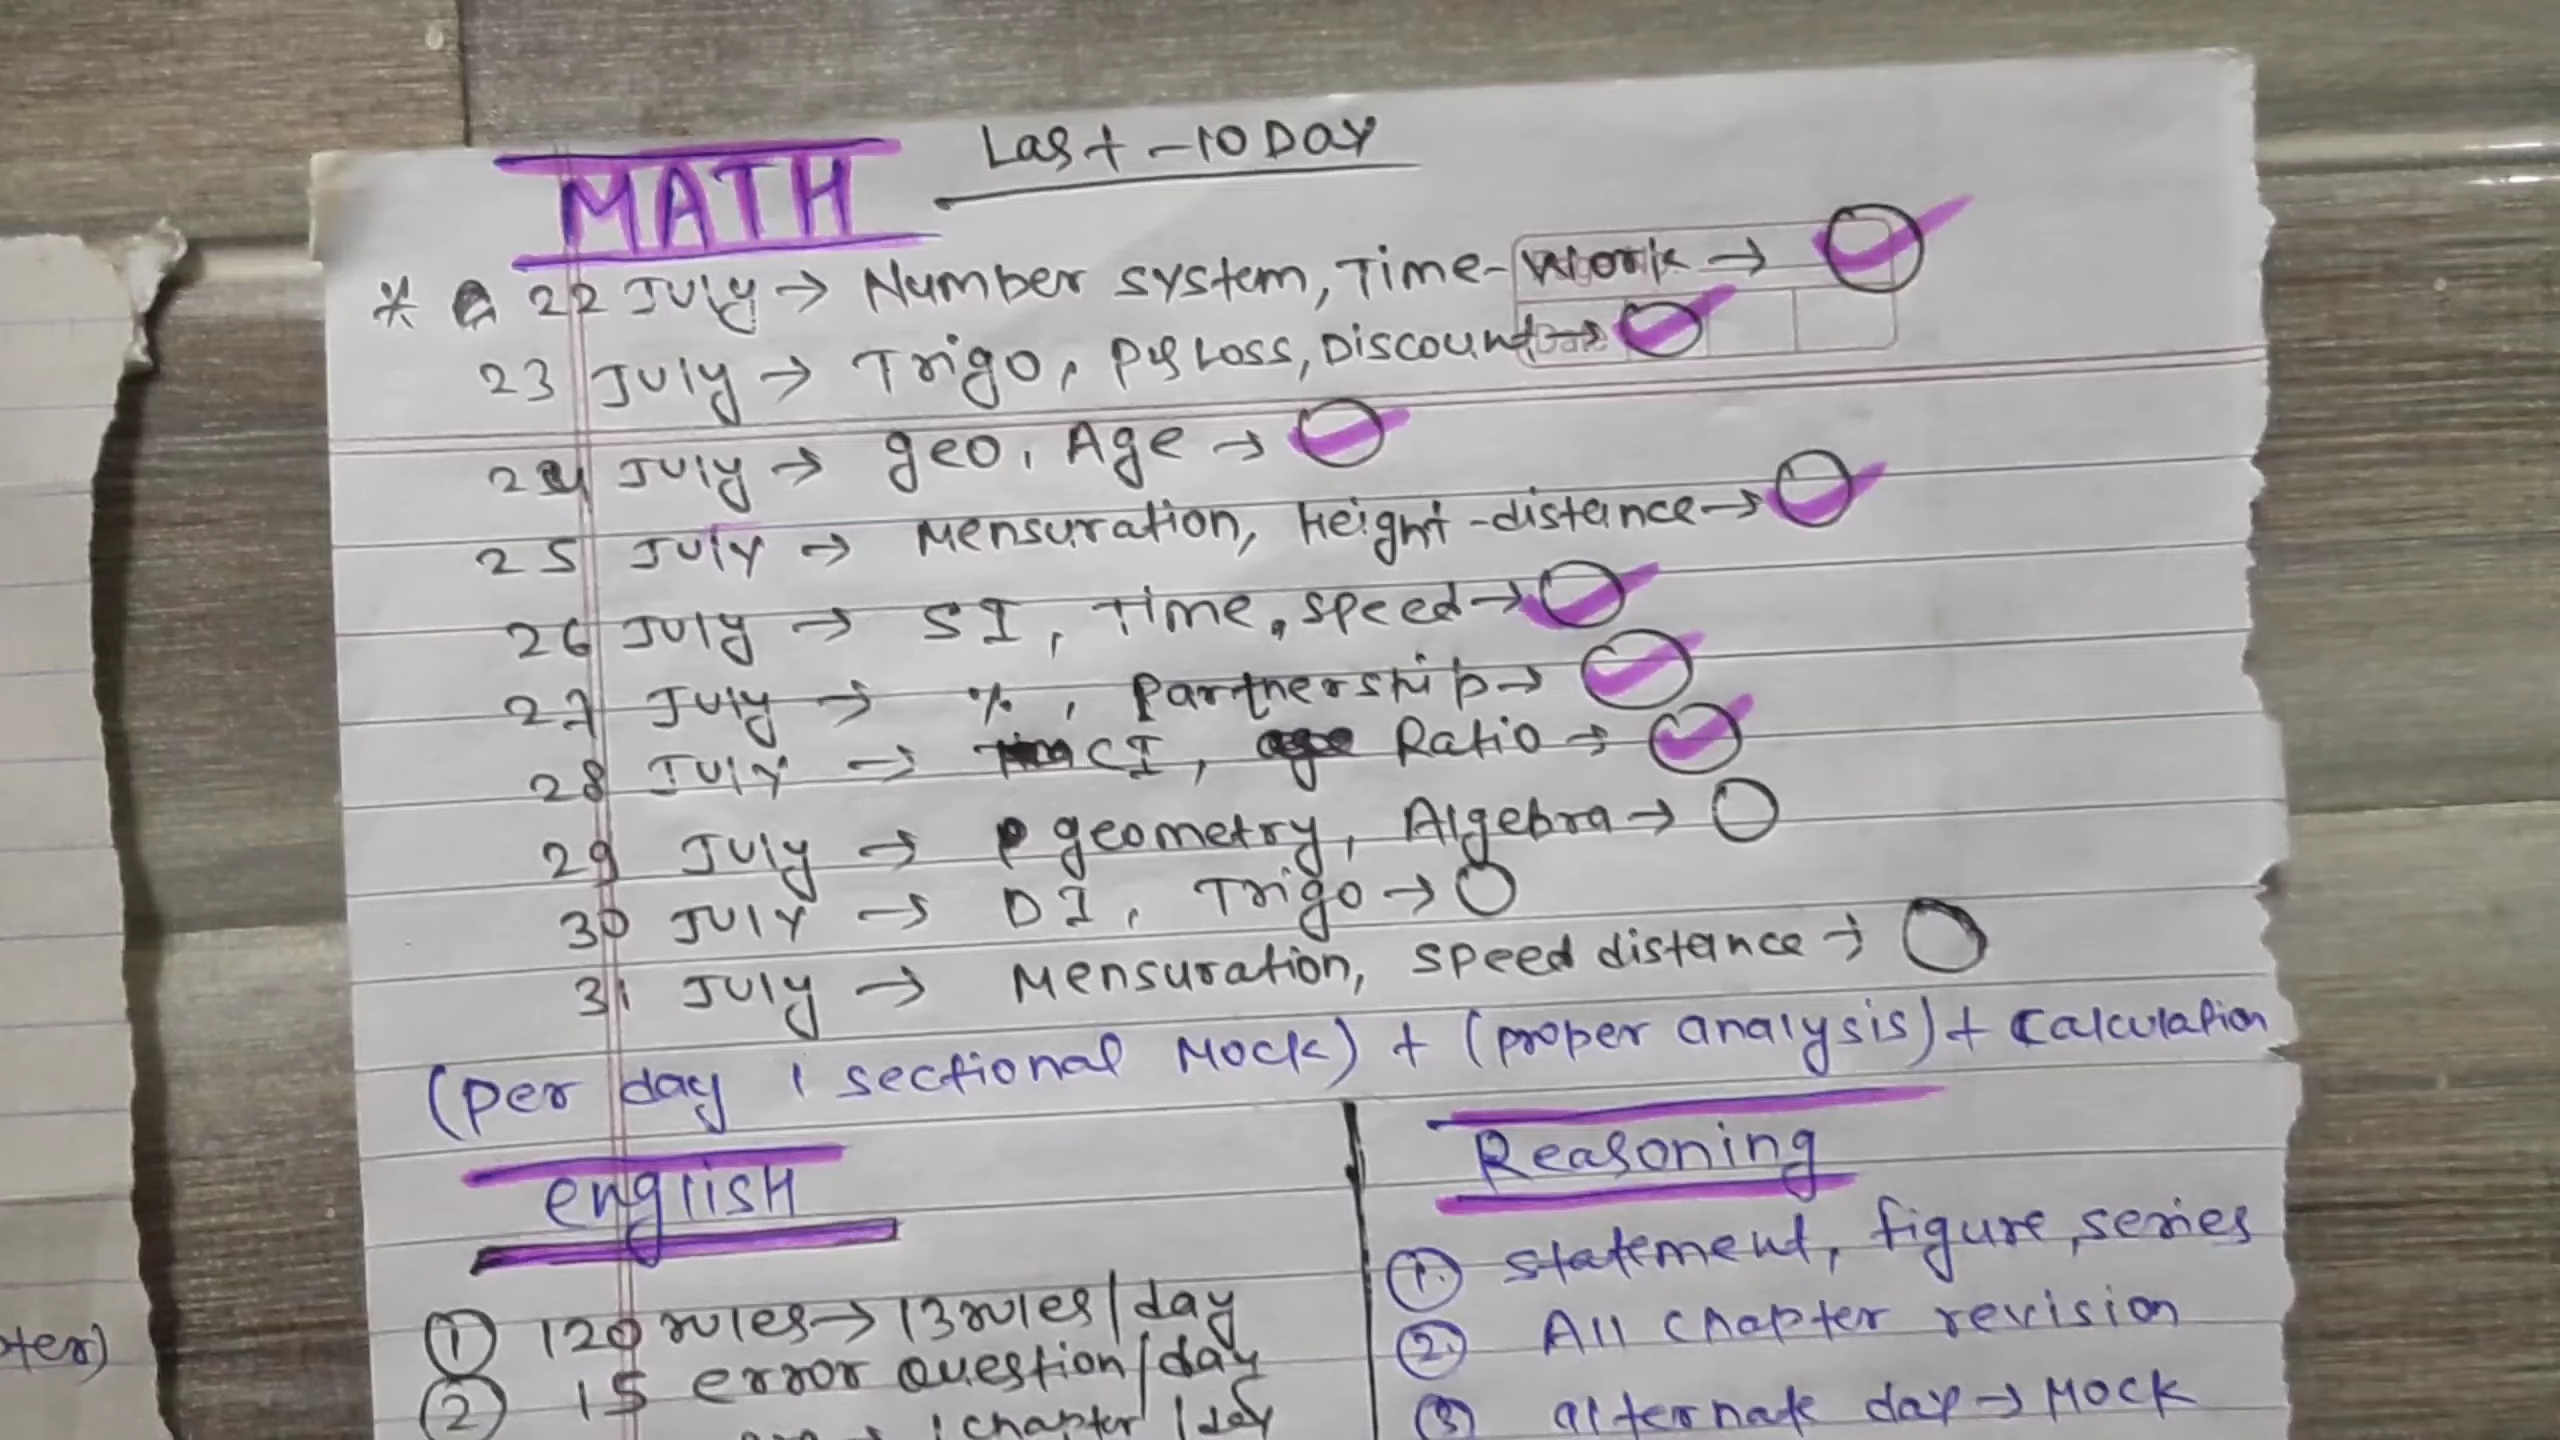 MATH Last -10 DAY
* 22 July → Number system, Time-Work →
23 July → Trigo, P&Loss, Discount →
24 July → geo, Age →
25 July → Mensuration, Height-distance →
26 July → SI, Time, speed →
27 July → %, Partnership →
28 July → CI, Ratio →
29 July → geometry, Algebra →
30 July → DI, Trigo →
31 July → Mensuration, speed distance →
(per day 1 sectional Mock) + (proper analysis) + Calculation
english
① 120 rules → 13 rules/day
② 15 error question/day
1 chapter/day
Reasoning
①. statement, figure, series
②. All chapter revision
③ alternate day → Mock
ter)